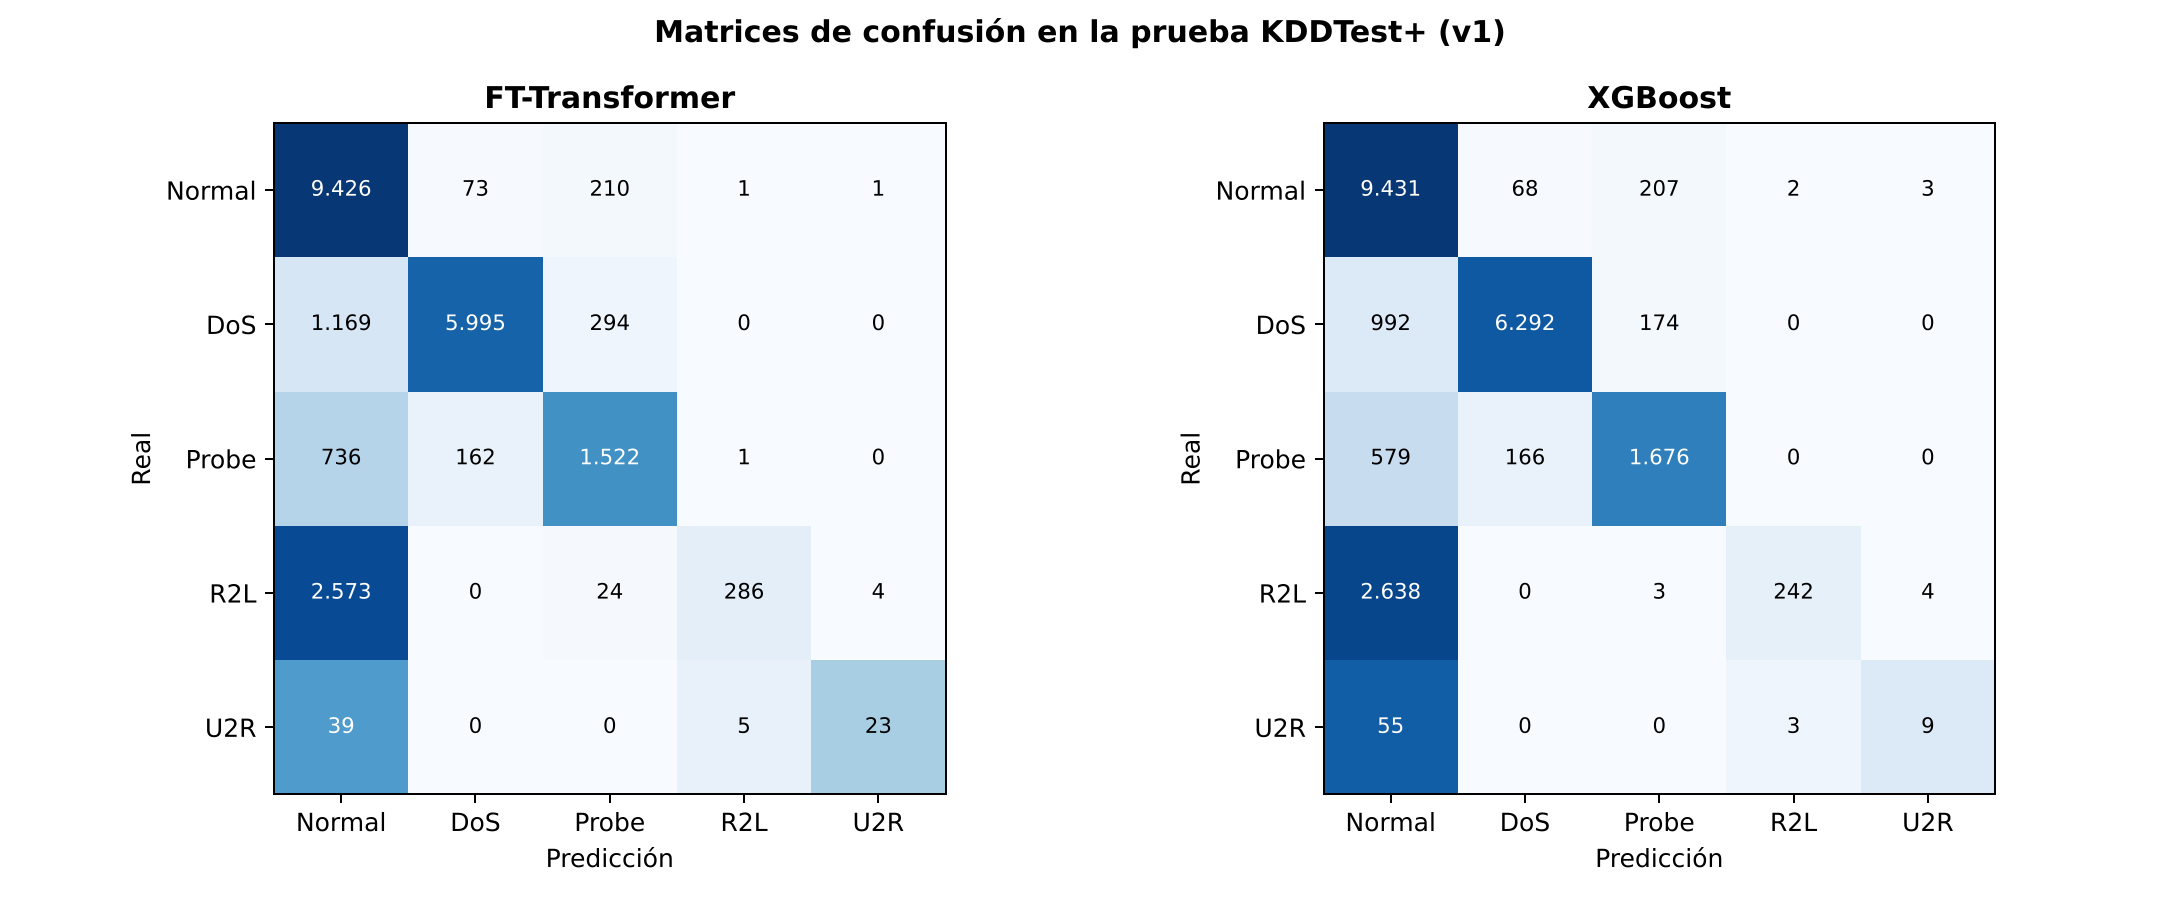 Matrices de confusión en la prueba KDDTest+ (v1)
FT-Transformer
Real
Normal 9.426 73 210 1 1
DoS 1.169 5.995 294 0 0
Probe 736 162 1.522 1 0
R2L 2.573 0 24 286 4
U2R 39 0 0 5 23
Normal DoS Probe R2L U2R
Predicción
XGBoost
Real
Normal 9.431 68 207 2 3
DoS 992 6.292 174 0 0
Probe 579 166 1.676 0 0
R2L 2.638 0 3 242 4
U2R 55 0 0 3 9
Normal DoS Probe R2L U2R
Predicción